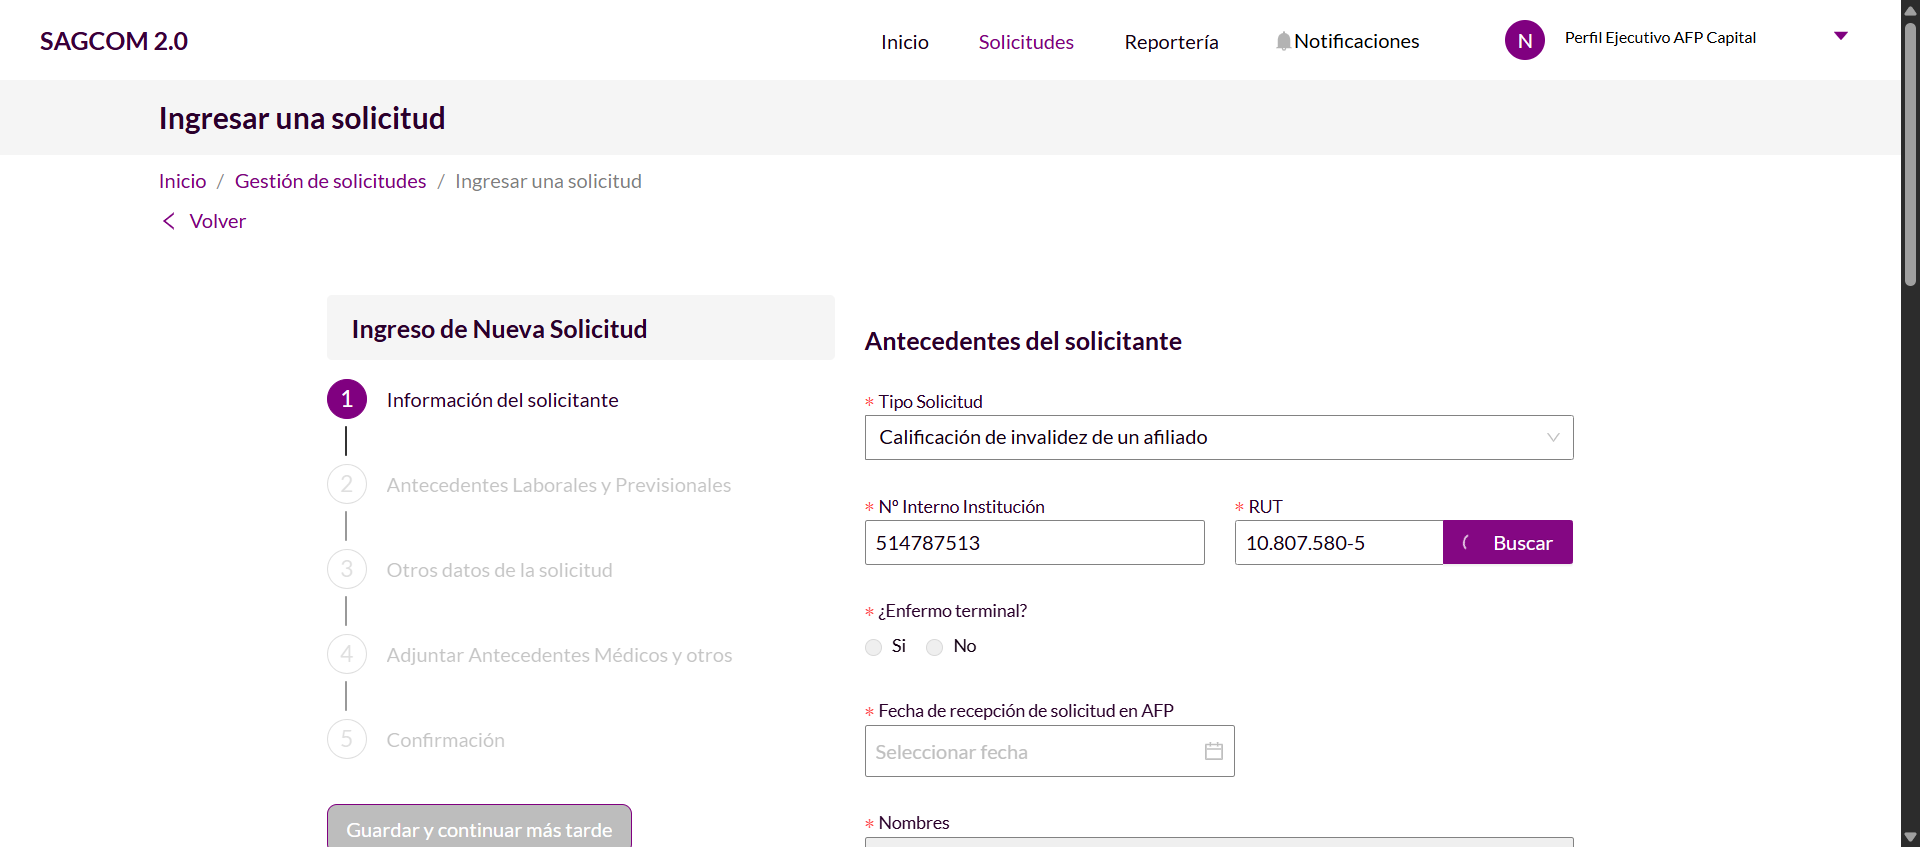 SAGCOM 2.0
Inicio
Solicitudes
Reportería
Notificaciones
N
Perfil Ejecutivo AFP Capital
Ingresar una solicitud
Inicio / Gestión de solicitudes / Ingresar una solicitud
Volver
Ingreso de Nueva Solicitud
1 Información del solicitante
2 Antecedentes Laborales y Previsionales
3 Otros datos de la solicitud
4 Adjuntar Antecedentes Médicos y otros
5 Confirmación
Guardar y continuar más tarde
Antecedentes del solicitante
* Tipo Solicitud
Calificación de invalidez de un afiliado
* Nº Interno Institución
514787513
* RUT
10.807.580-5
Buscar
* ¿Enfermo terminal?
Si
No
* Fecha de recepción de solicitud en AFP
Seleccionar fecha
* Nombres